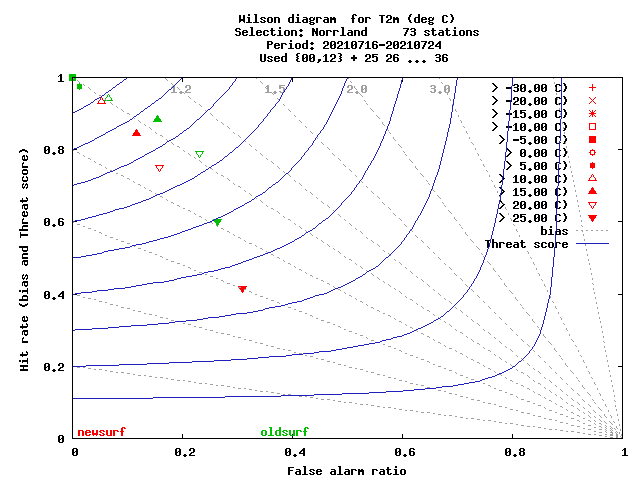 Wilson diagram  for T2m (deg C)
Selection: Norrland     73 stations
Period: 20210716-20210724
Used {00,12} + 25 26 ... 36
Hit rate (bias and Threat score)
1
0.8
0.6
0.4
0.2
0
1.2
1.5
2.0
3.0
> -30.00 C)
> -20.00 C)
> -15.00 C)
> -10.00 C)
> -5.00 C)
> 0.00 C)
> 5.00 C)
> 10.00 C)
> 15.00 C)
> 20.00 C)
> 25.00 C)
bias
Threat score
newsurf
oldsurf
0
0.2
0.4
0.6
0.8
1
False alarm ratio